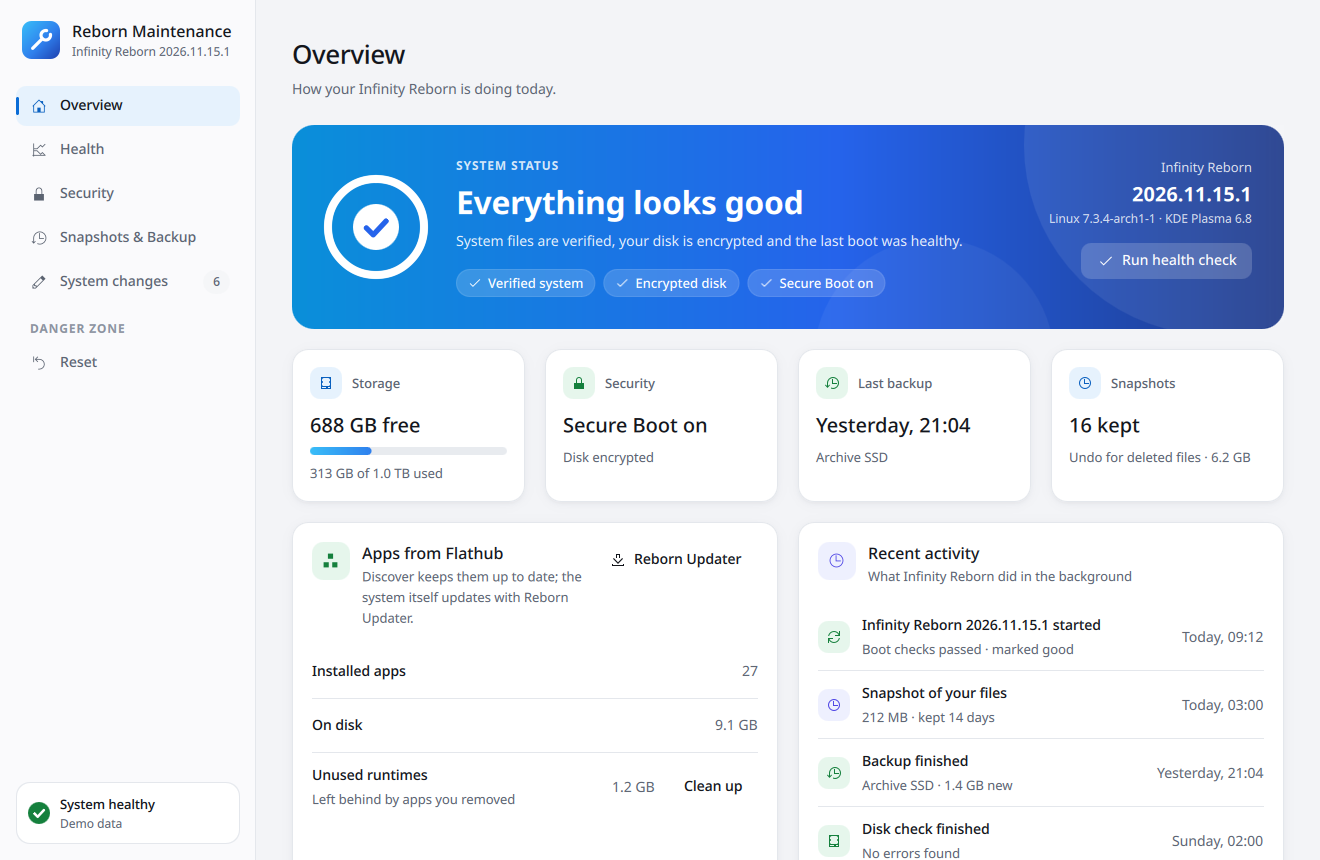 Reborn Maintenance
Infinity Reborn 2026.11.15.1
Overview
Health
Security
Snapshots & Backup
System changes 6
DANGER ZONE
Reset
System healthy
Demo data
Overview
How your Infinity Reborn is doing today.
SYSTEM STATUS
Everything looks good
System files are verified, your disk is encrypted and the last boot was healthy.
Verified system
Encrypted disk
Secure Boot on
Infinity Reborn
2026.11.15.1
Linux 7.3.4-arch1-1 · KDE Plasma 6.8
Run health check
Storage
688 GB free
313 GB of 1.0 TB used
Security
Secure Boot on
Disk encrypted
Last backup
Yesterday, 21:04
Archive SSD
Snapshots
16 kept
Undo for deleted files · 6.2 GB
Apps from Flathub
Discover keeps them up to date; the
system itself updates with Reborn
Updater.
Reborn Updater
Installed apps 27
On disk 9.1 GB
Unused runtimes
Left behind by apps you removed
1.2 GB Clean up
Recent activity
What Infinity Reborn did in the background
Infinity Reborn 2026.11.15.1 started
Boot checks passed · marked good
Today, 09:12
Snapshot of your files
212 MB · kept 14 days
Today, 03:00
Backup finished
Archive SSD · 1.4 GB new
Yesterday, 21:04
Disk check finished
No errors found
Sunday, 02:00